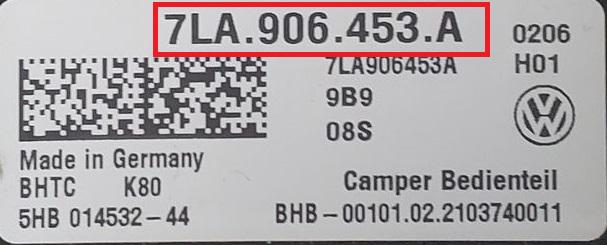 7LA.906.453.A 0206
7LA906453A H01
9B9
08S
Made in Germany
BHTC K80 Camper Bedienteil
5HB 014532-44 BHB-00101.02.2103740011